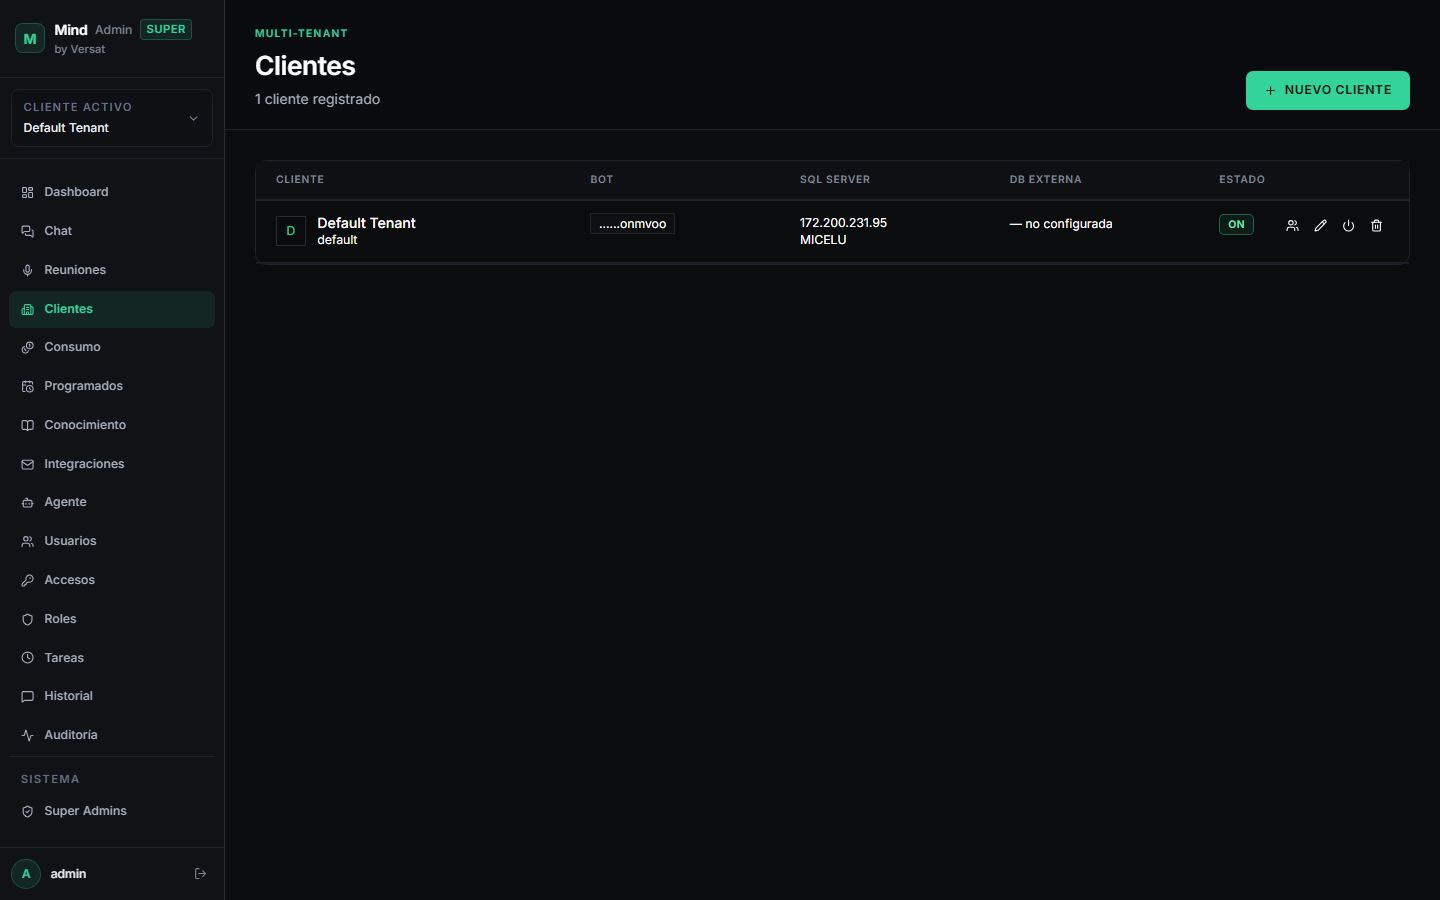 M
Mind Admin SUPER
by Versat
CLIENTE ACTIVO
Default Tenant
Dashboard
Chat
Reuniones
Clientes
Consumo
Programados
Conocimiento
Integraciones
Agente
Usuarios
Accesos
Roles
Tareas
Historial
Auditoría
SISTEMA
Super Admins
A admin
MULTI-TENANT
Clientes
1 cliente registrado
+ NUEVO CLIENTE
CLIENTE BOT SQL SERVER DB EXTERNA ESTADO
D Default Tenant ......onmvoo 172.200.231.95 — no configurada ON
default MICELU